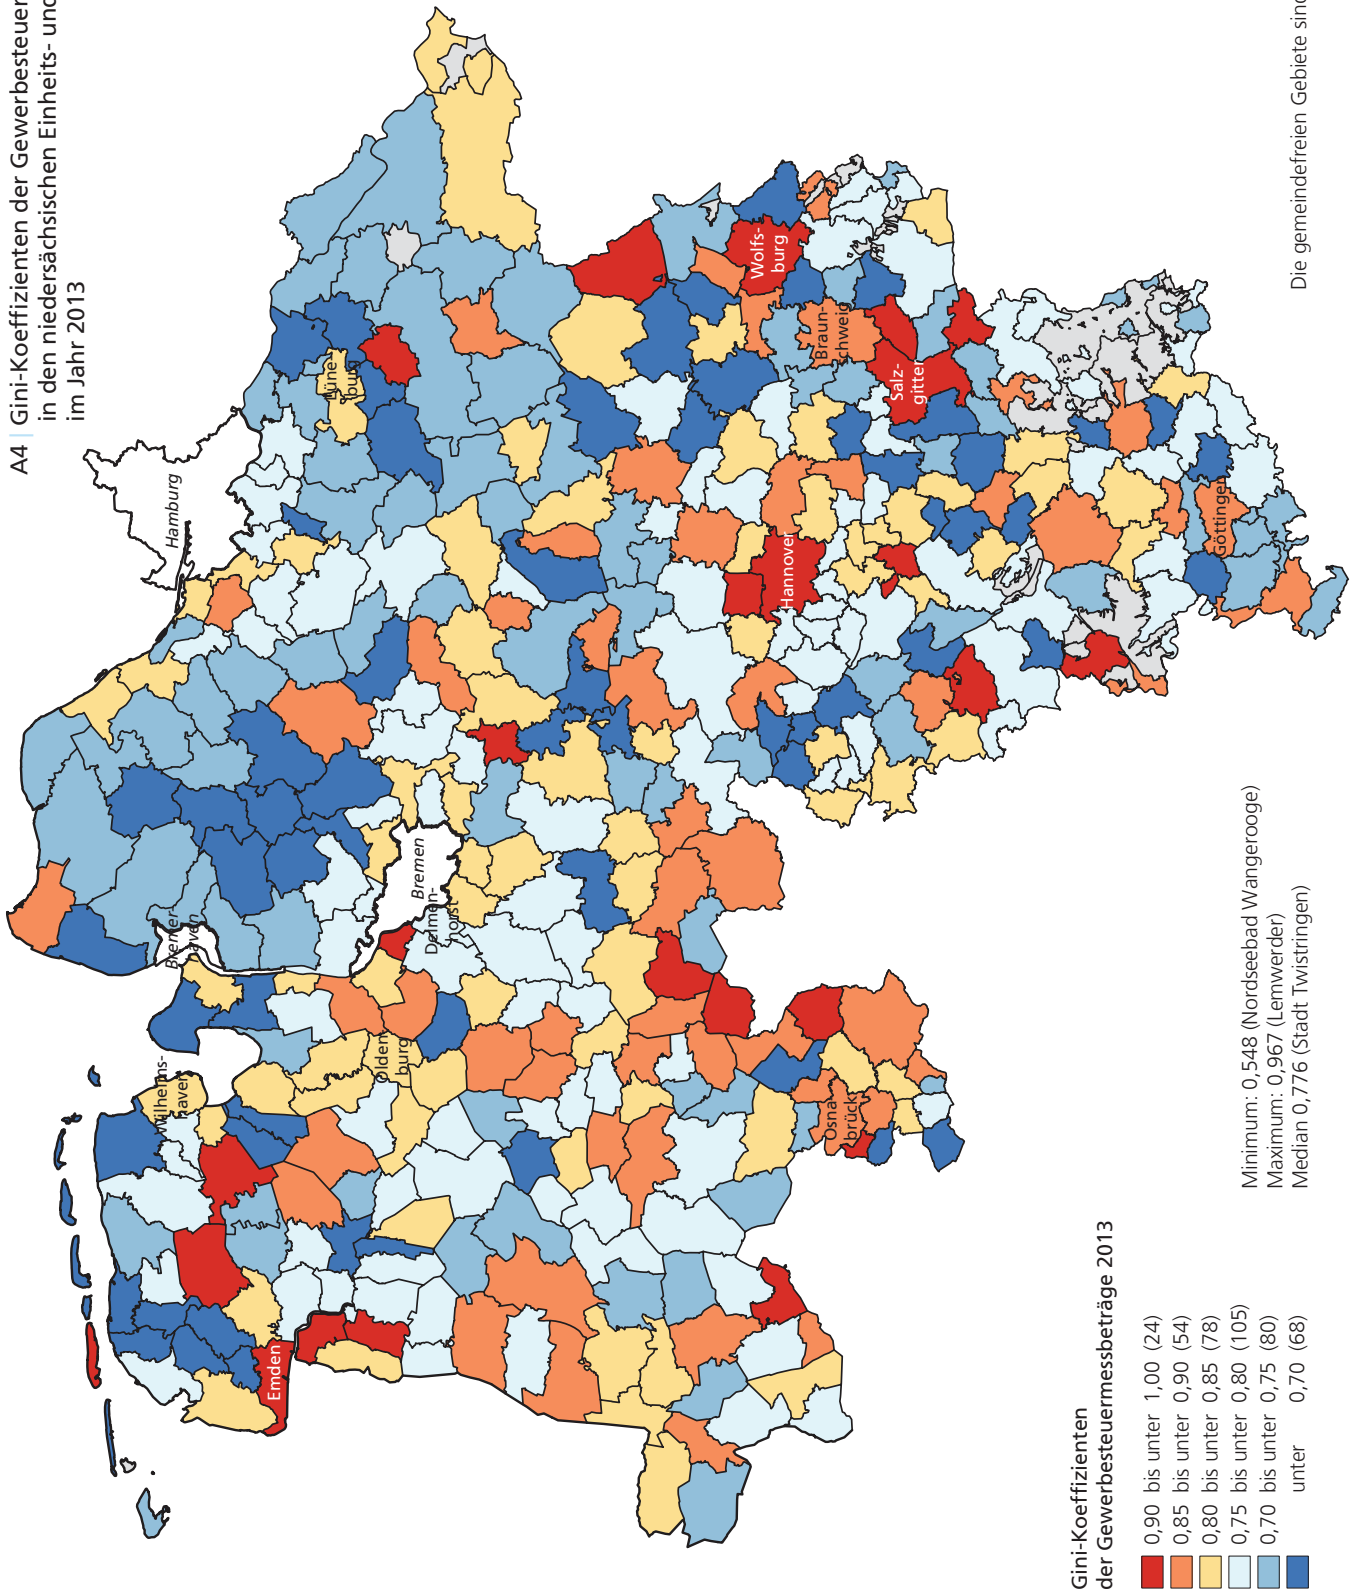 A4 | Gini-Koeffizienten der Gewerbesteuer
in den niedersächsischen Einheits- und
im Jahr 2013
Hamburg
Lüne-
burg
Bremer-
haven
Bremen
Delmen-
horst
Wilhelms-
haven
Olden-
burg
Emden
Osna-
brück
Hannover
Wolfs-
burg
Braun-
schweig
Salz-
gitter
Göttingen
Gini-Koeffizienten
der Gewerbesteuermessbeträge 2013
0,90 bis unter 1,00 (24)
0,85 bis unter 0,90 (54)
0,80 bis unter 0,85 (78)
0,75 bis unter 0,80 (105)
0,70 bis unter 0,75 (80)
unter 0,70 (68)
Minimum: 0,548 (Nordseebad Wangerooge)
Maximum: 0,967 (Lemwerder)
Median 0,776 (Stadt Twistringen)
Die gemeindefreien Gebiete sind